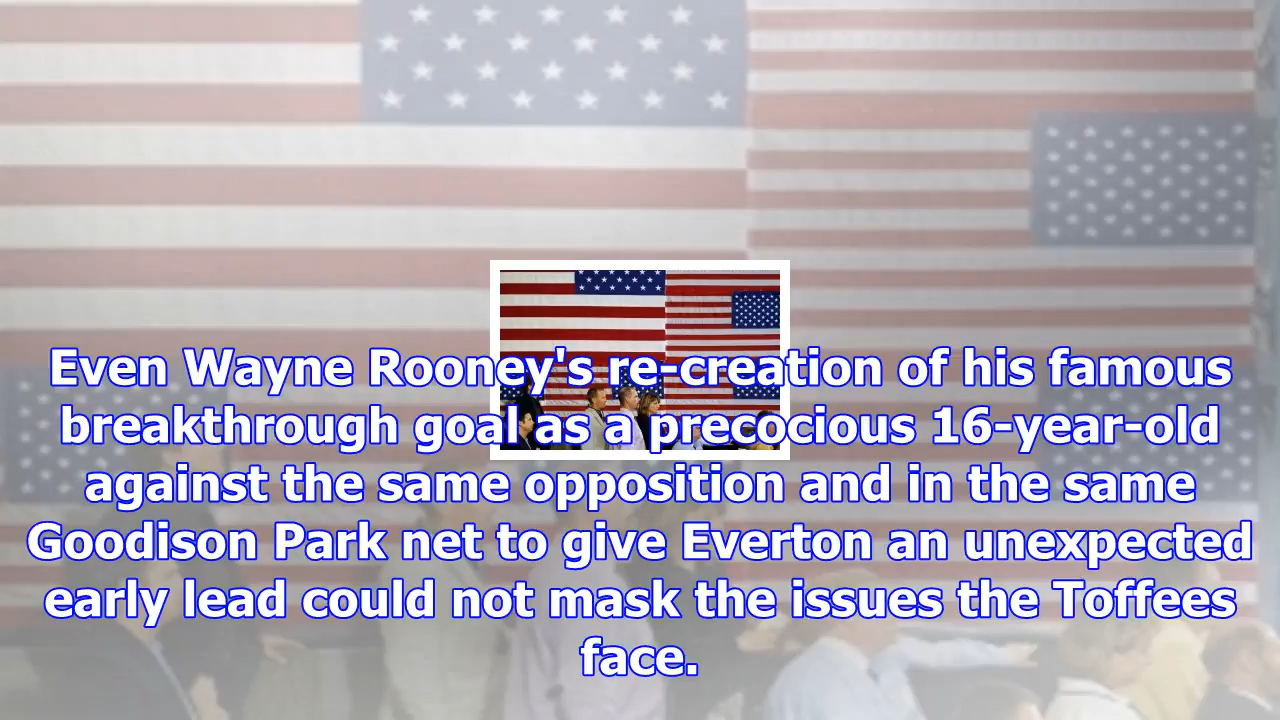 Even Wayne Rooney's re-creation of his famous
breakthrough goal as a precocious 16-year-old
against the same opposition and in the same
Goodison Park net to give Everton an unexpected
early lead could not mask the issues the Toffees
face.